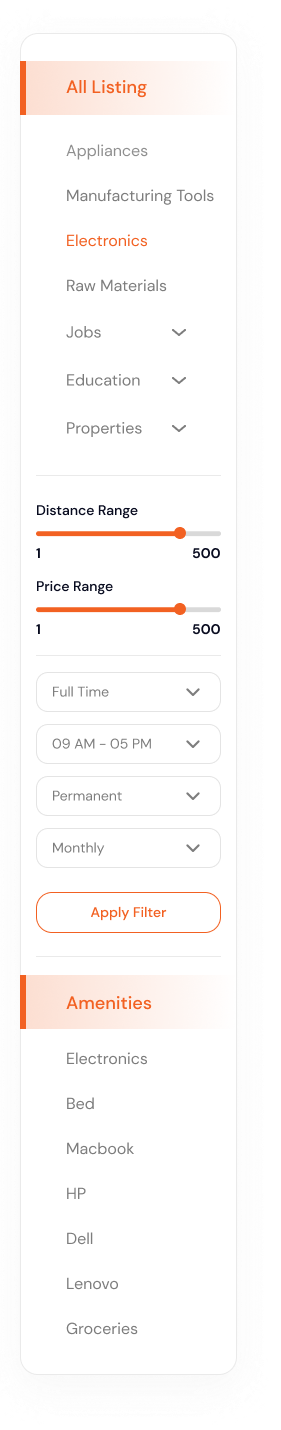 All Listing
Appliances
Manufacturing Tools
Electronics
Raw Materials
Jobs
Education
Properties
Distance Range
1 500
Price Range
1 500
Full Time
09 AM - 05 PM
Permanent
Monthly
Apply Filter
Amenities
Electronics
Bed
Macbook
HP
Dell
Lenovo
Groceries